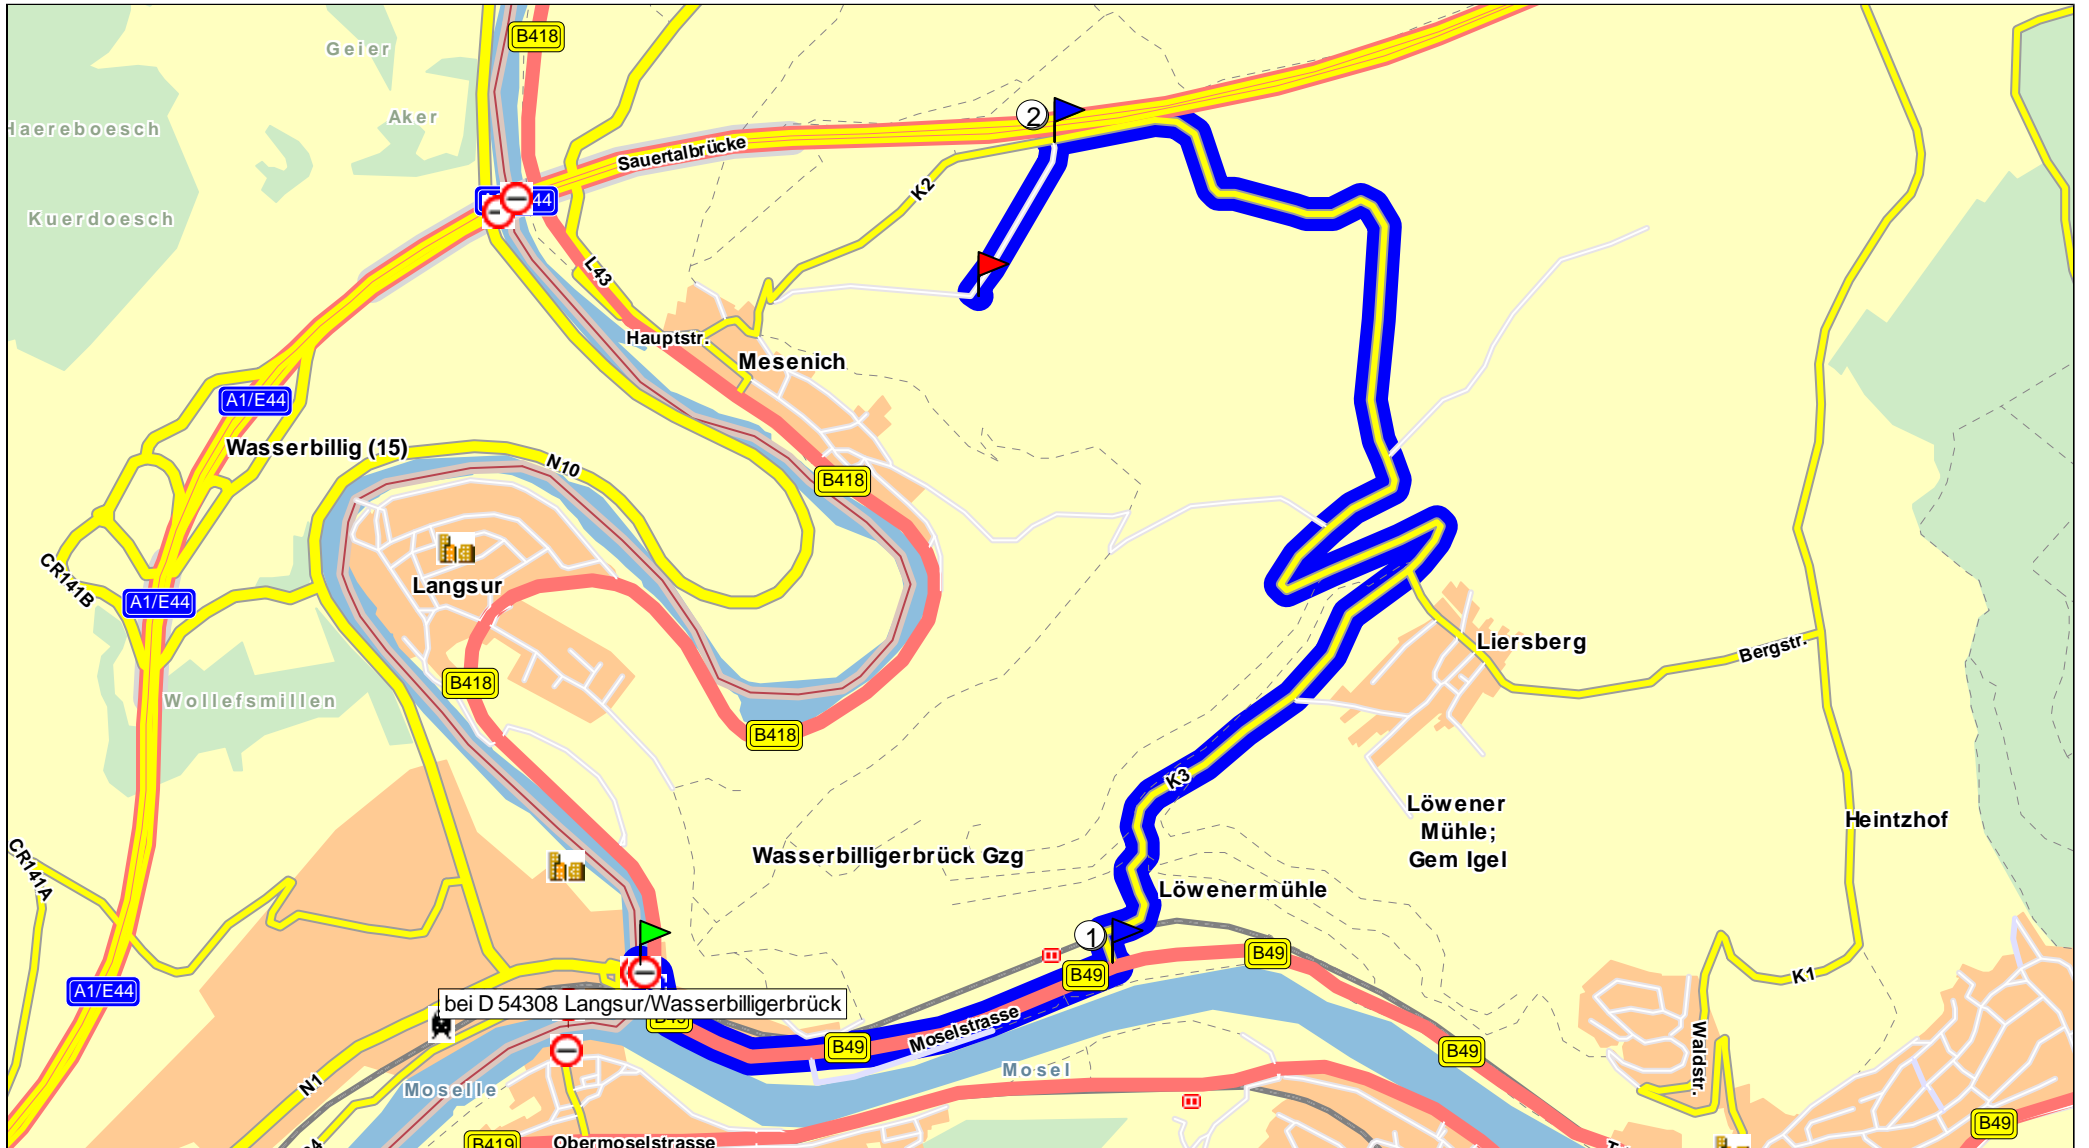 B418
Geier
Aker
Haereboesch
2
Sauertalbrücke
K2
44
Kuerdoesch
L43
Hauptstr.
Mesenich
A1/E44
Wasserbillig (15)
N10
B418
CR141B
Langsur
A1/E44
Liersberg
Bergstr.
B418
Wollefsmillen
B418
K3
Löwener
Mühle;
Gem Igel
Heintzhof
CR141A
Wasserbilligerbrück Gzg
Löwenermühle
1
B49
B49
K1
A1/E44
bei D 54308 Langsur/Wasserbilligerbrück
Moselstrasse
B49
B49
Waldstr.
Mosel
N1
Moselle
B49
B419
Obermoselstrasse